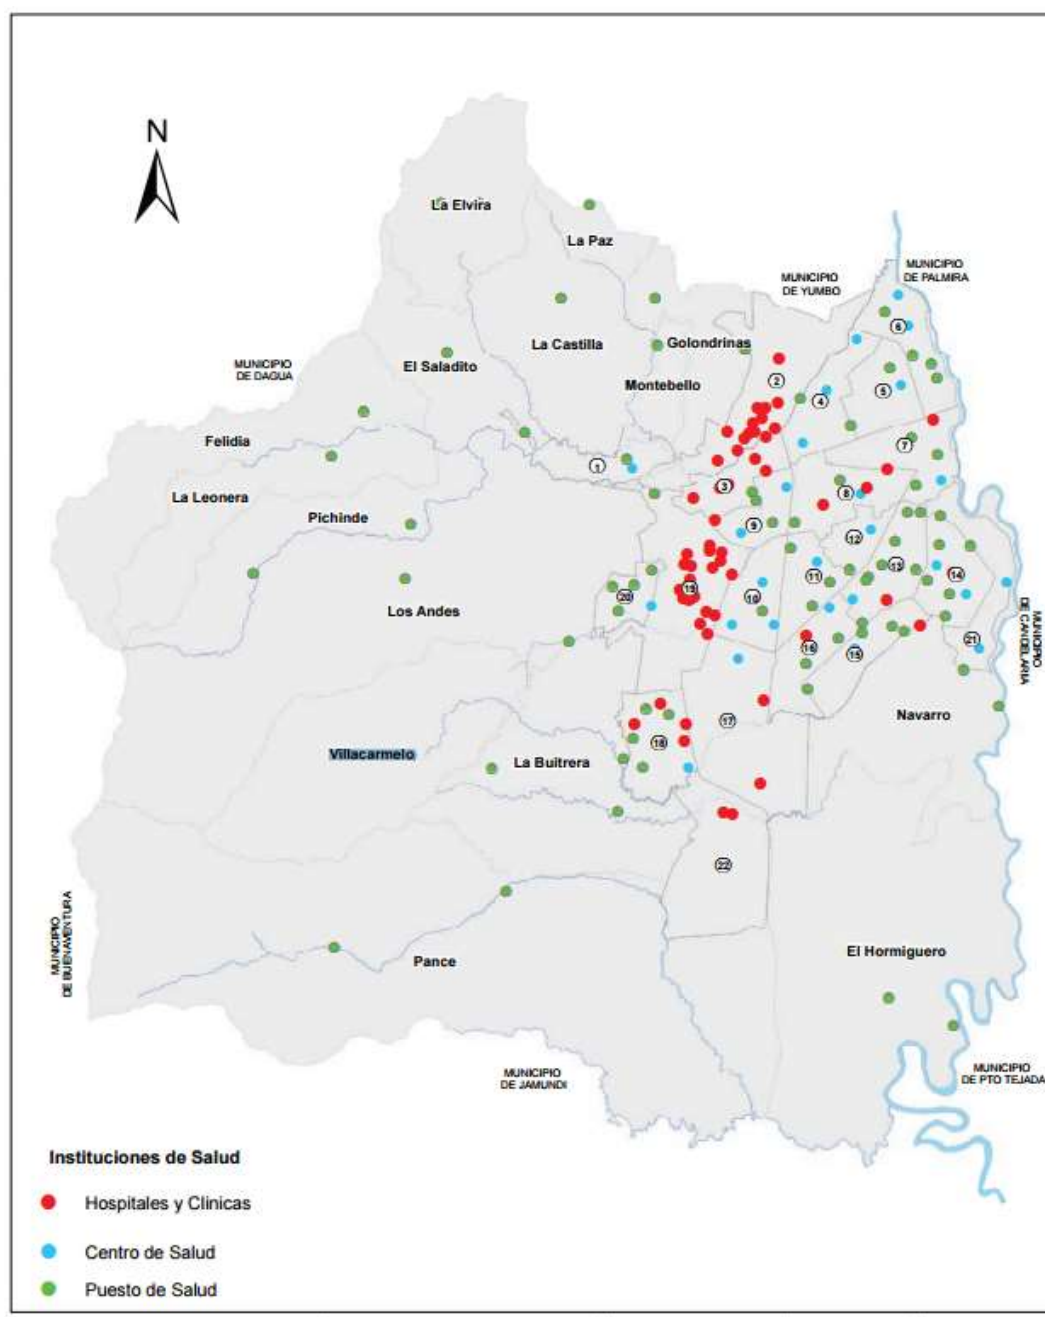 N
La Elvira
La Paz
MUNICIPIO
DE PALMIRA
MUNICIPIO
DE YUMBO
6
La Castilla
Golondrinas
El Saladito
MUNICIPIO
DE DAGUA
Montebello
2
5
4
Felidia
7
1
La Leonera
3
8
Pichinde
9
12
13
14
11
19
20
10
Los Andes
MUNICIPIO
DE CANDELARIA
21
16
15
Navarro
17
18
Villacarmelo
La Buitrera
22
MUNICIPIO
DE BUENAVENTURA
Pance
El Hormiguero
MUNICIPIO
DE JAMUNDI
MUNICIPIO
DE PTO TEJADA
Instituciones de Salud
Hospitales y Clinicas
Centro de Salud
Puesto de Salud